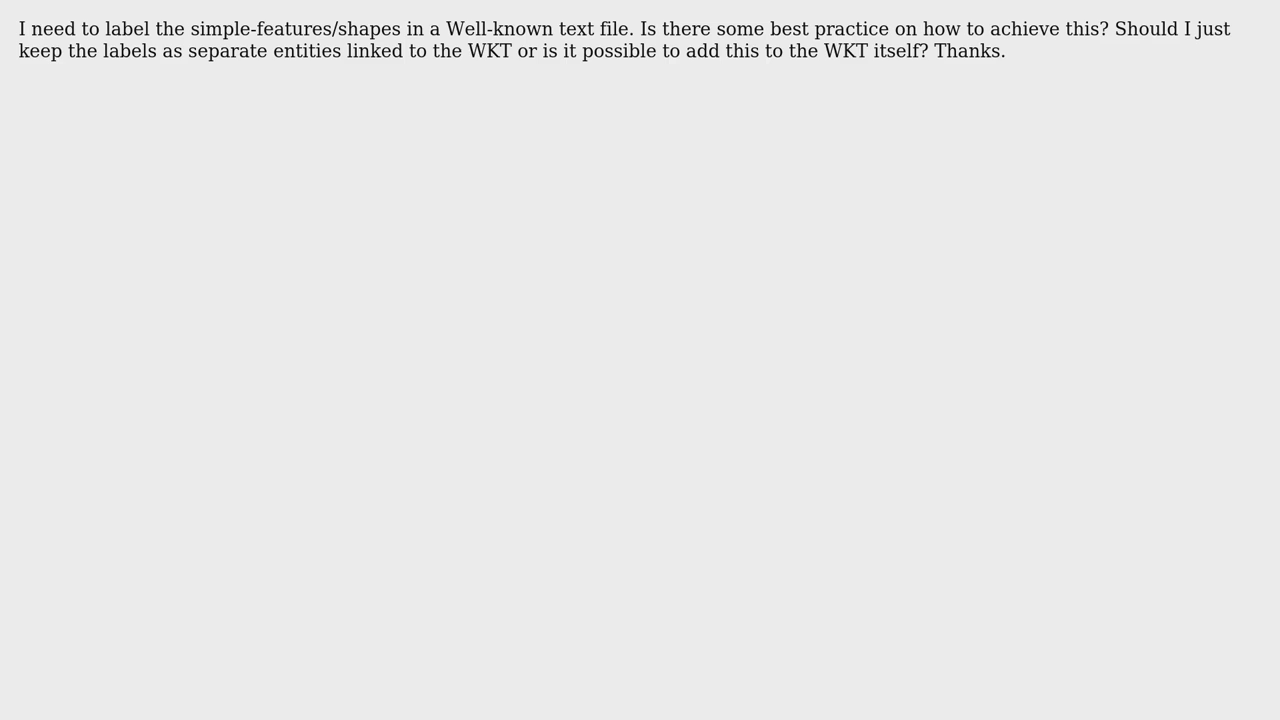 I need to label the simple-features/shapes in a Well-known text file. Is there some best practice on how to achieve this? Should I just
keep the labels as separate entities linked to the WKT or is it possible to add this to the WKT itself? Thanks.